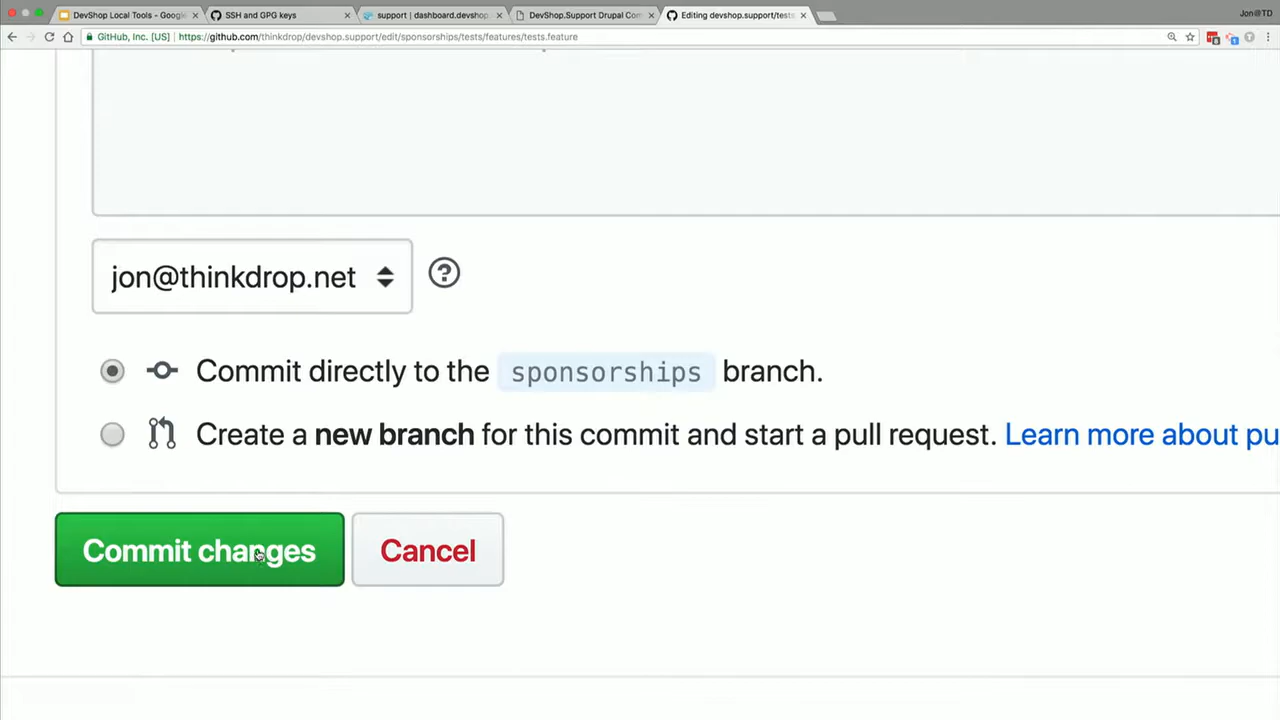 DevShop Local Tools - Google
SSH and GPG keys
support | dashboard.devshop
DevShop.Support Drupal Con
Editing devshop.support/tests
Jon@TD
GitHub, Inc. [US]
https://github.com/thinkdrop/devshop.support/edit/sponsorships/tests/features/tests.feature
jon@thinkdrop.net
Commit directly to the sponsorships branch.
Create a new branch for this commit and start a pull request. Learn more about pu
Commit changes
Cancel